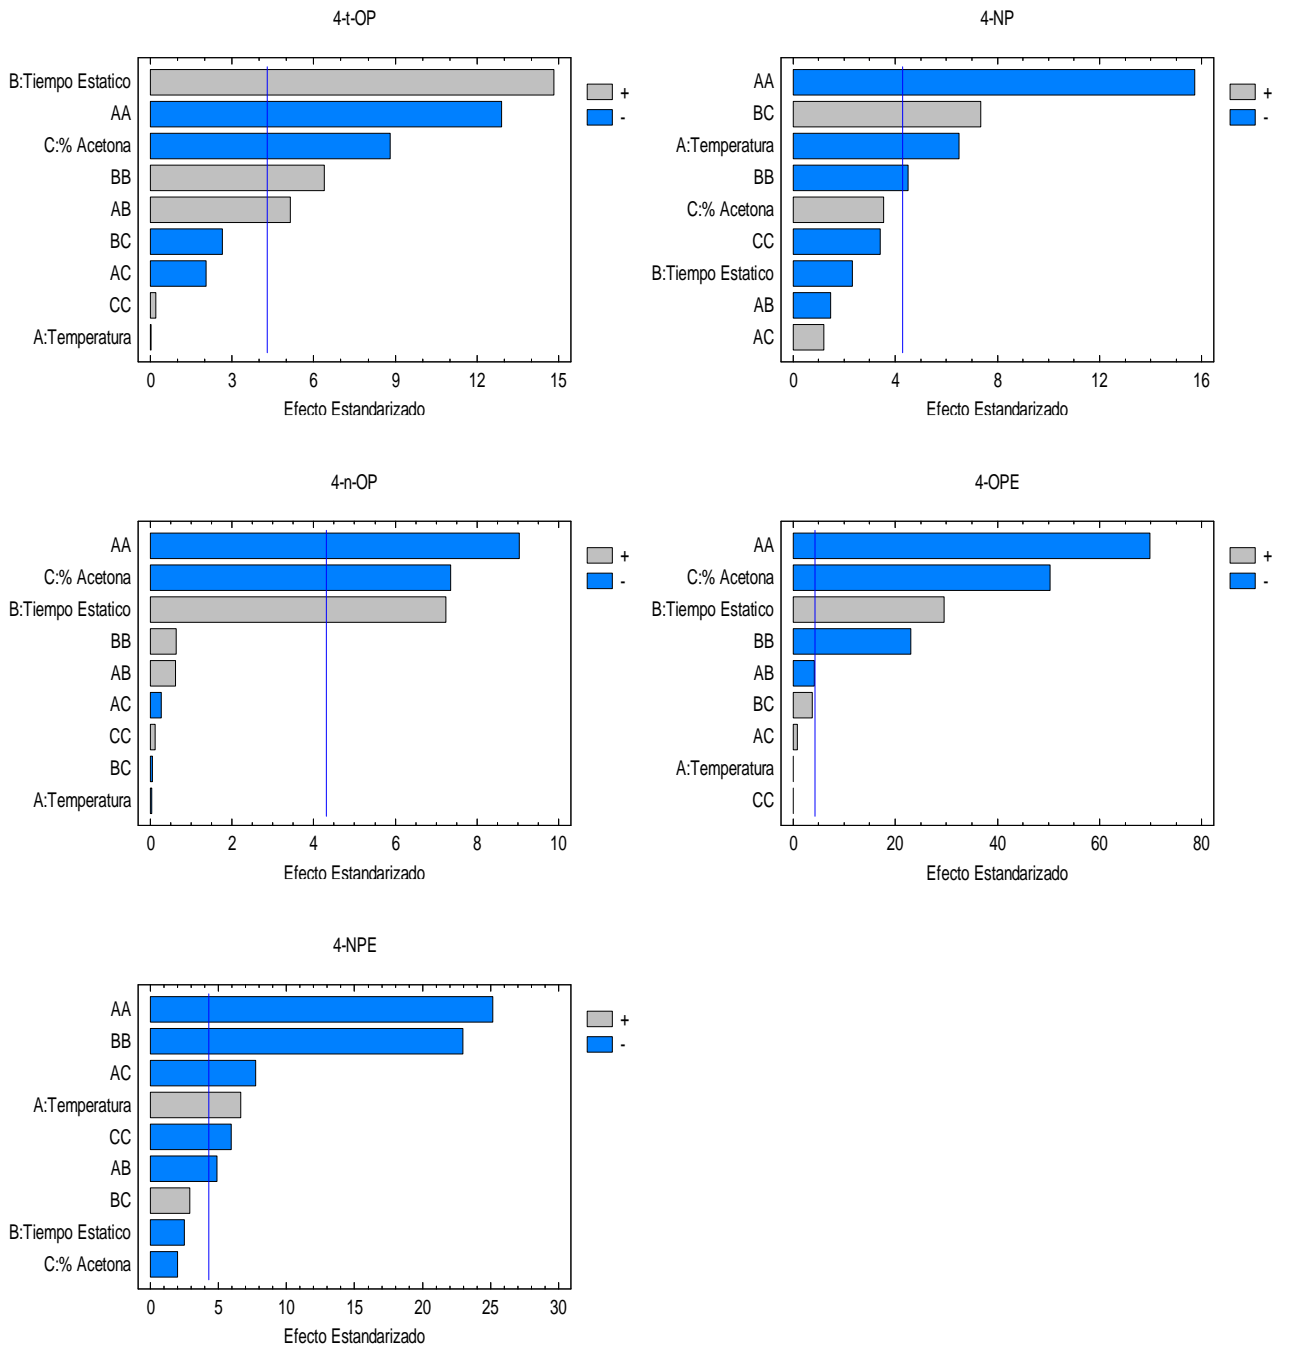 4-t-OP
B:Tiempo Estatico
AA
C:% Acetona
BB
AB
BC
AC
CC
A:Temperatura
0 3 6 9 12 15
Efecto Estandarizado
+
-
4-NP
AA
BC
A:Temperatura
BB
C:% Acetona
CC
B:Tiempo Estatico
AB
AC
0 4 8 12 16
Efecto Estandarizado
+
-
4-n-OP
AA
C:% Acetona
B:Tiempo Estatico
BB
AB
AC
CC
BC
A:Temperatura
0 2 4 6 8 10
Efecto Estandarizado
+
-
4-OPE
AA
C:% Acetona
B:Tiempo Estatico
BB
AB
BC
AC
A:Temperatura
CC
0 20 40 60 80
Efecto Estandarizado
+
-
4-NPE
AA
BB
AC
A:Temperatura
CC
AB
BC
B:Tiempo Estatico
C:% Acetona
0 5 10 15 20 25 30
Efecto Estandarizado
+
-